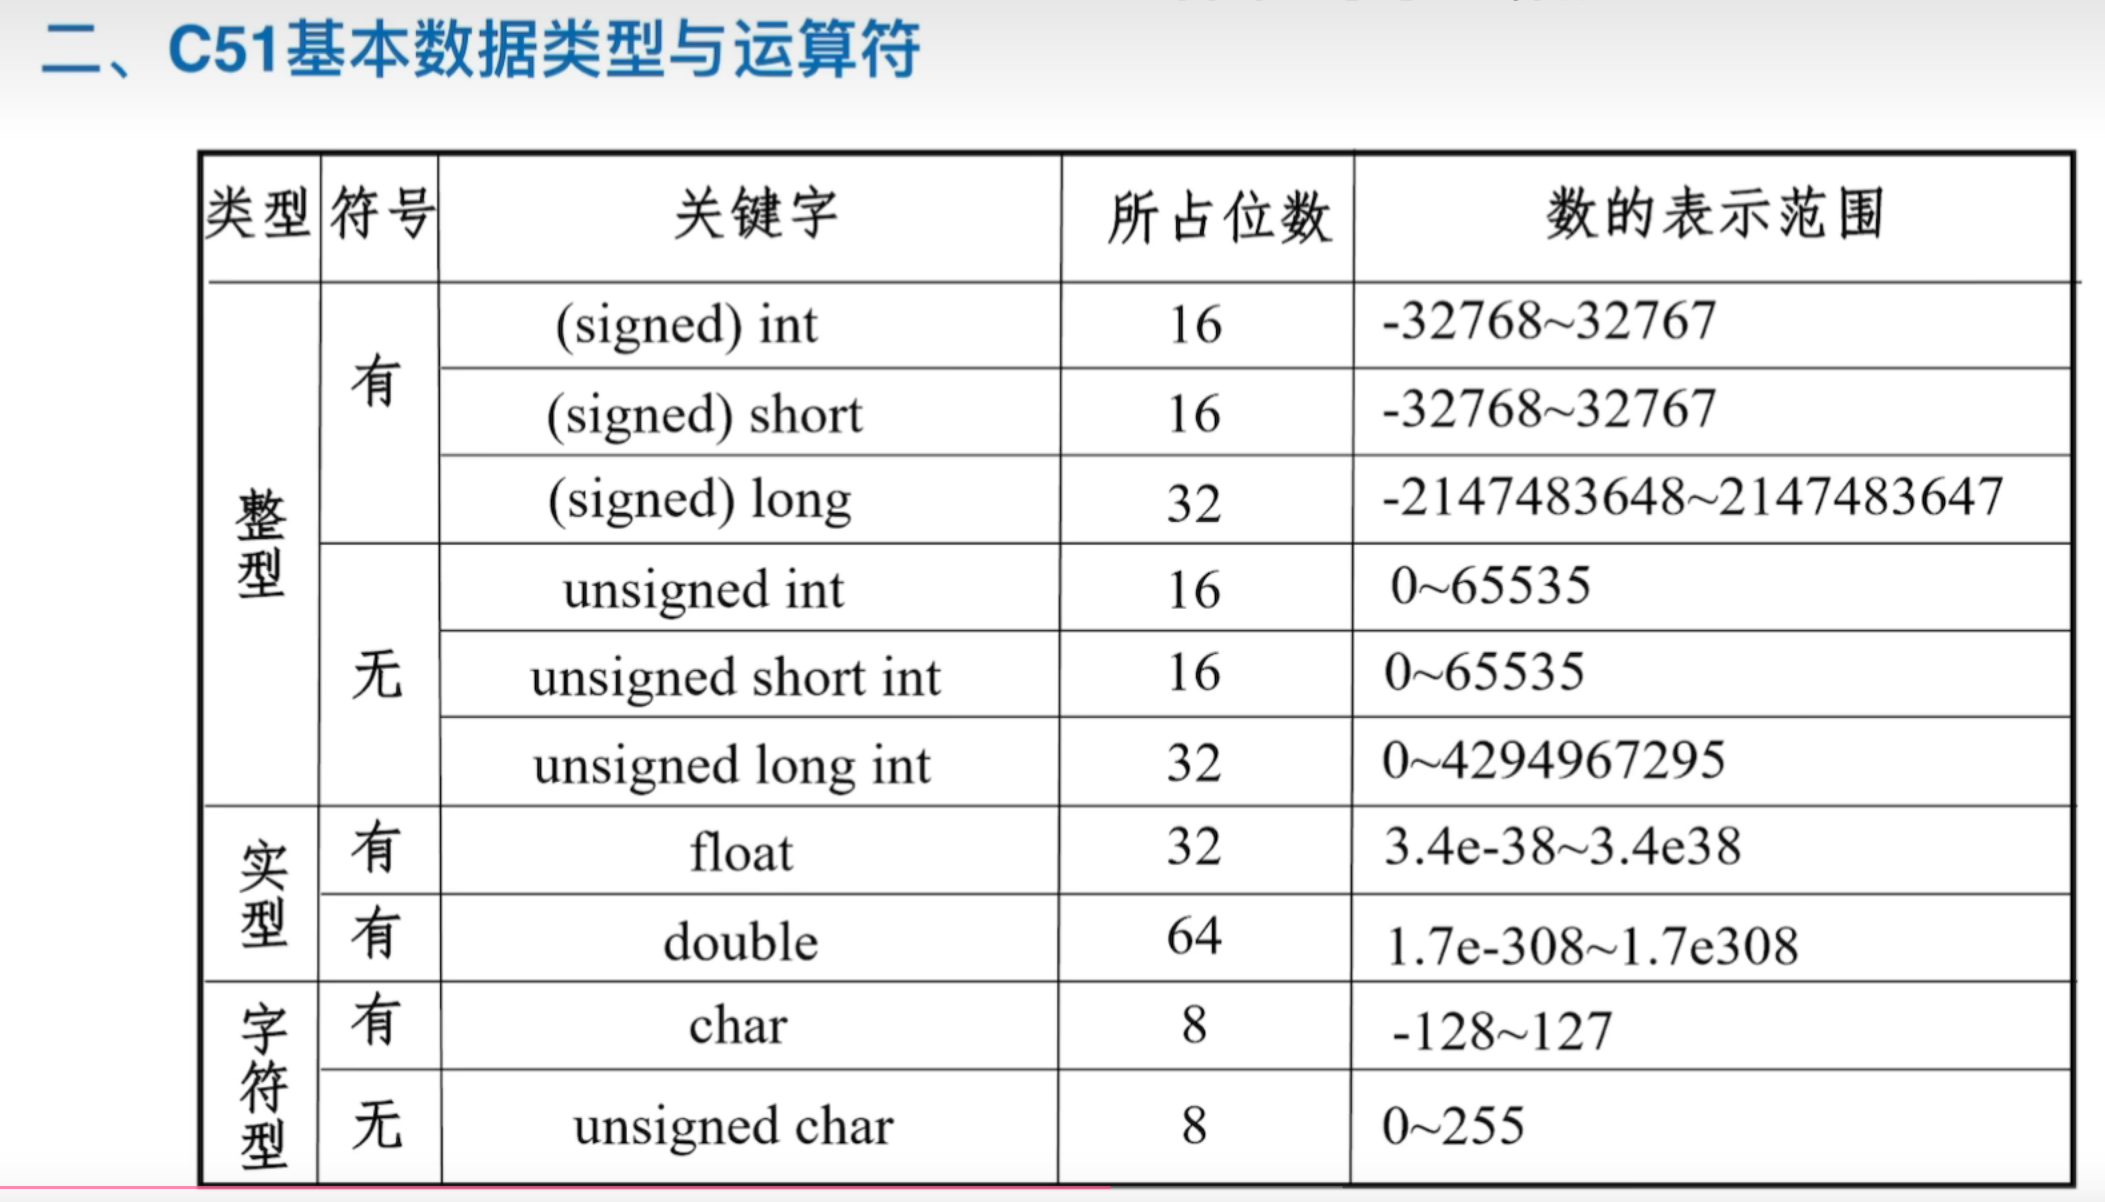 二、C51基本数据类型与运算符
类型 符号 关键字 所占位数 数的表示范围
整型 有 (signed) int 16 -32768~32767
(signed) short 16 -32768~32767
(signed) long 32 -2147483648~2147483647
无 unsigned int 16 0~65535
unsigned short int 16 0~65535
unsigned long int 32 0~4294967295
实型 有 float 32 3.4e-38~3.4e38
有 double 64 1.7e-308~1.7e308
字符型 有 char 8 -128~127
无 unsigned char 8 0~255